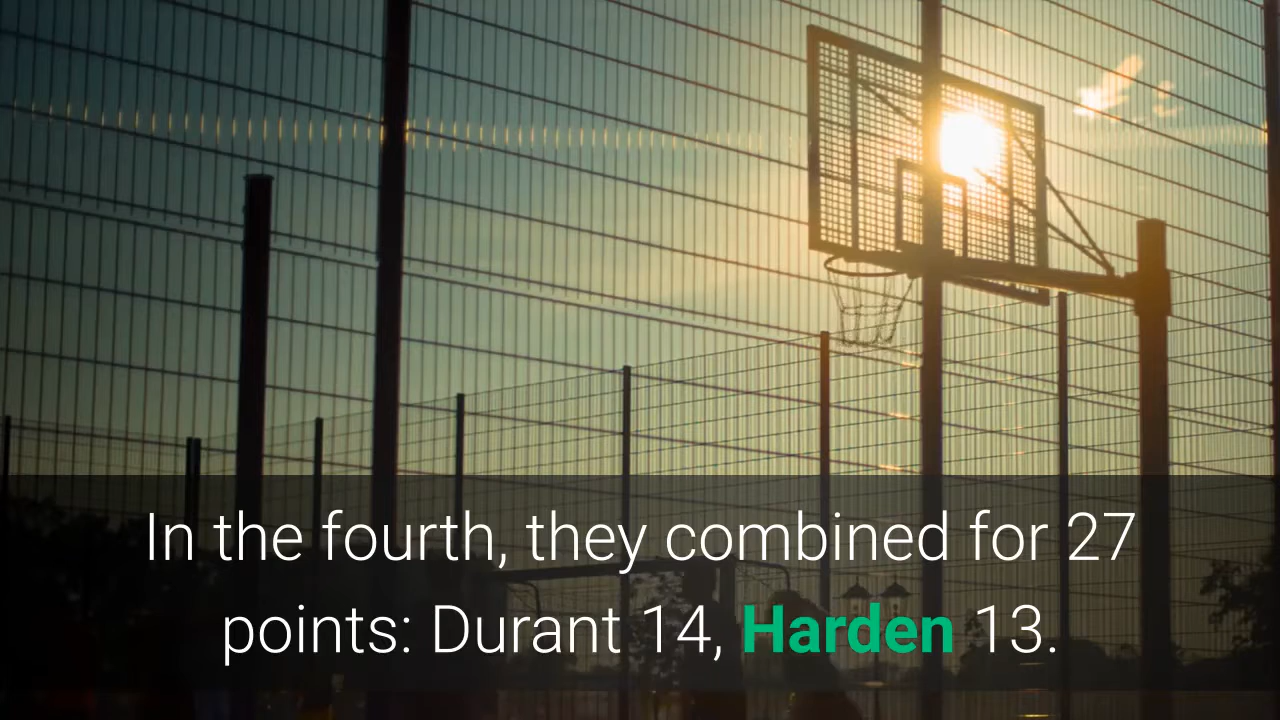 In the fourth, they combined for 27
points: Durant 14, Harden 13.